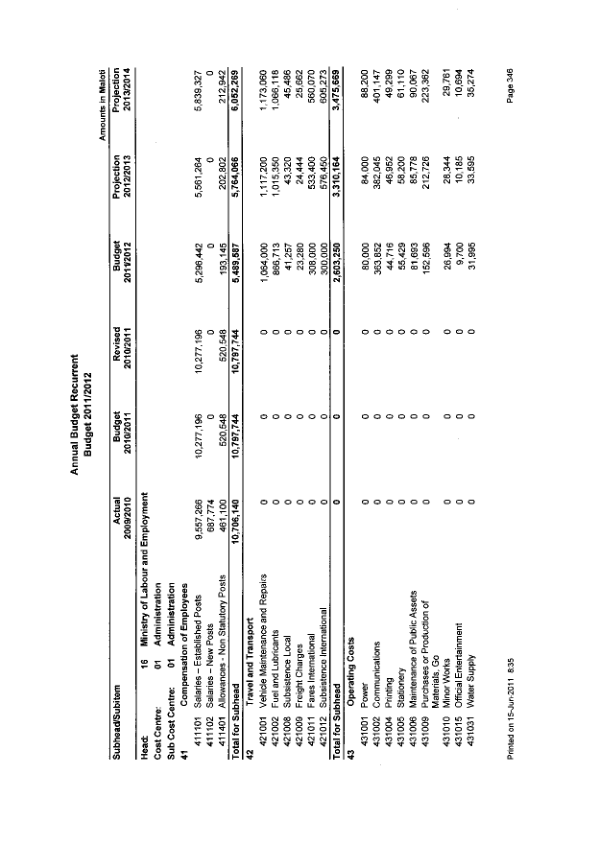 Annual Budget Recurrent
Budget 2011/2012
Amounts in Maloti
Subhead/Subitem Actual 2009/2010 Budget 2010/2011 Revised 2010/2011 Budget 2011/2012 Projection 2012/2013 Projection 2013/2014
Head: 16 Ministry of Labour and Employment
Cost Centre: 01 Administration
Sub Cost Centre: 01 Administration
41 Compensation of Employees
411101 Salaries – Established Posts 9,557,266 10,277,196 10,277,196 5,296,442 5,561,264 5,839,327
411102 Salaries – New Posts 687,774 0 0 0
411401 Allowances - Non Statutory Posts 461,100 520,548 520,548 193,145 202,802 212,942
Total for Subhead 10,706,140 10,797,744 10,797,744 5,489,587 5,764,066 6,052,269
42 Travel and Transport
421001 Vehicle Maintenance and Repairs 0 0 0 1,064,000 1,117,200 1,173,060
421002 Fuel and Lubricants 0 0 0 866,713 1,015,350 1,066,118
421008 Subsistence Local 0 0 0 41,257 43,320 45,486
421009 Freight Charges 0 0 0 23,280 24,444 25,662
421011 Fares International 0 0 0 308,000 533,400 560,070
421012 Subsistence International 0 0 0 300,000 576,450 605,273
Total for Subhead 0 0 0 2,603,250 3,310,164 3,475,669
43 Operating Costs
431001 Power 0 0 0 80,000 84,000 88,200
431002 Communications 0 0 0 363,852 382,045 401,147
431004 Printing 0 0 0 44,716 46,952 49,299
431005 Stationery 0 0 0 55,429 58,200 61,110
431006 Maintenance of Public Assets 0 0 0 81,693 85,778 90,067
431009 Purchases or Production of 0 0 0 152,596 212,726 223,362
Materials, Go
431010 Minor Works 0 0 0 26,994 28,344 29,761
431015 Official Entertainment 0 0 0 9,700 10,185 10,694
431031 Water Supply 0 0 0 31,995 33,595 35,274
Printed on 15-Jun-2011 8:35 Page 346